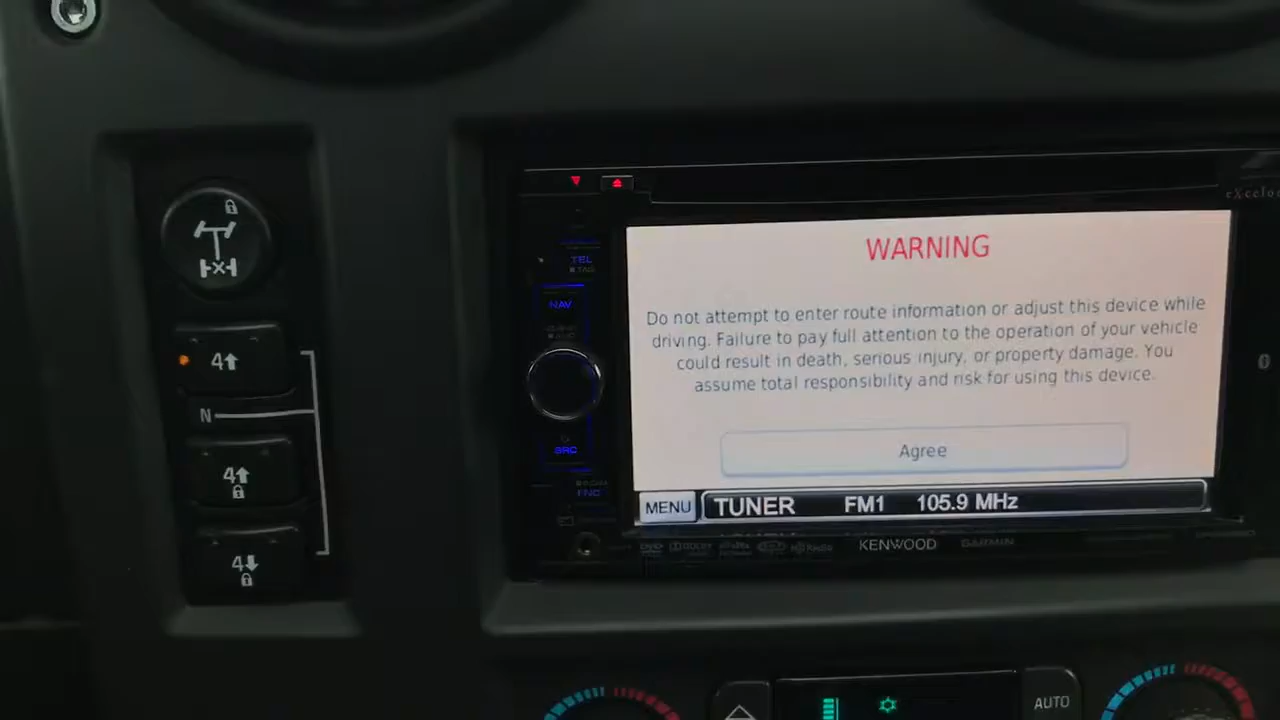 eXcelon
TEL
TAG
NAV
WARNING
Do not attempt to enter route information or adjust this device while
driving. Failure to pay full attention to the operation of your vehicle
could result in death, serious injury, or property damage. You
assume total responsibility and risk for using this device.
Agree
SRC
FNC
MENU TUNER FM1 105.9 MHz
KENWOOD GARMIN
4
N
4
4
AUTO